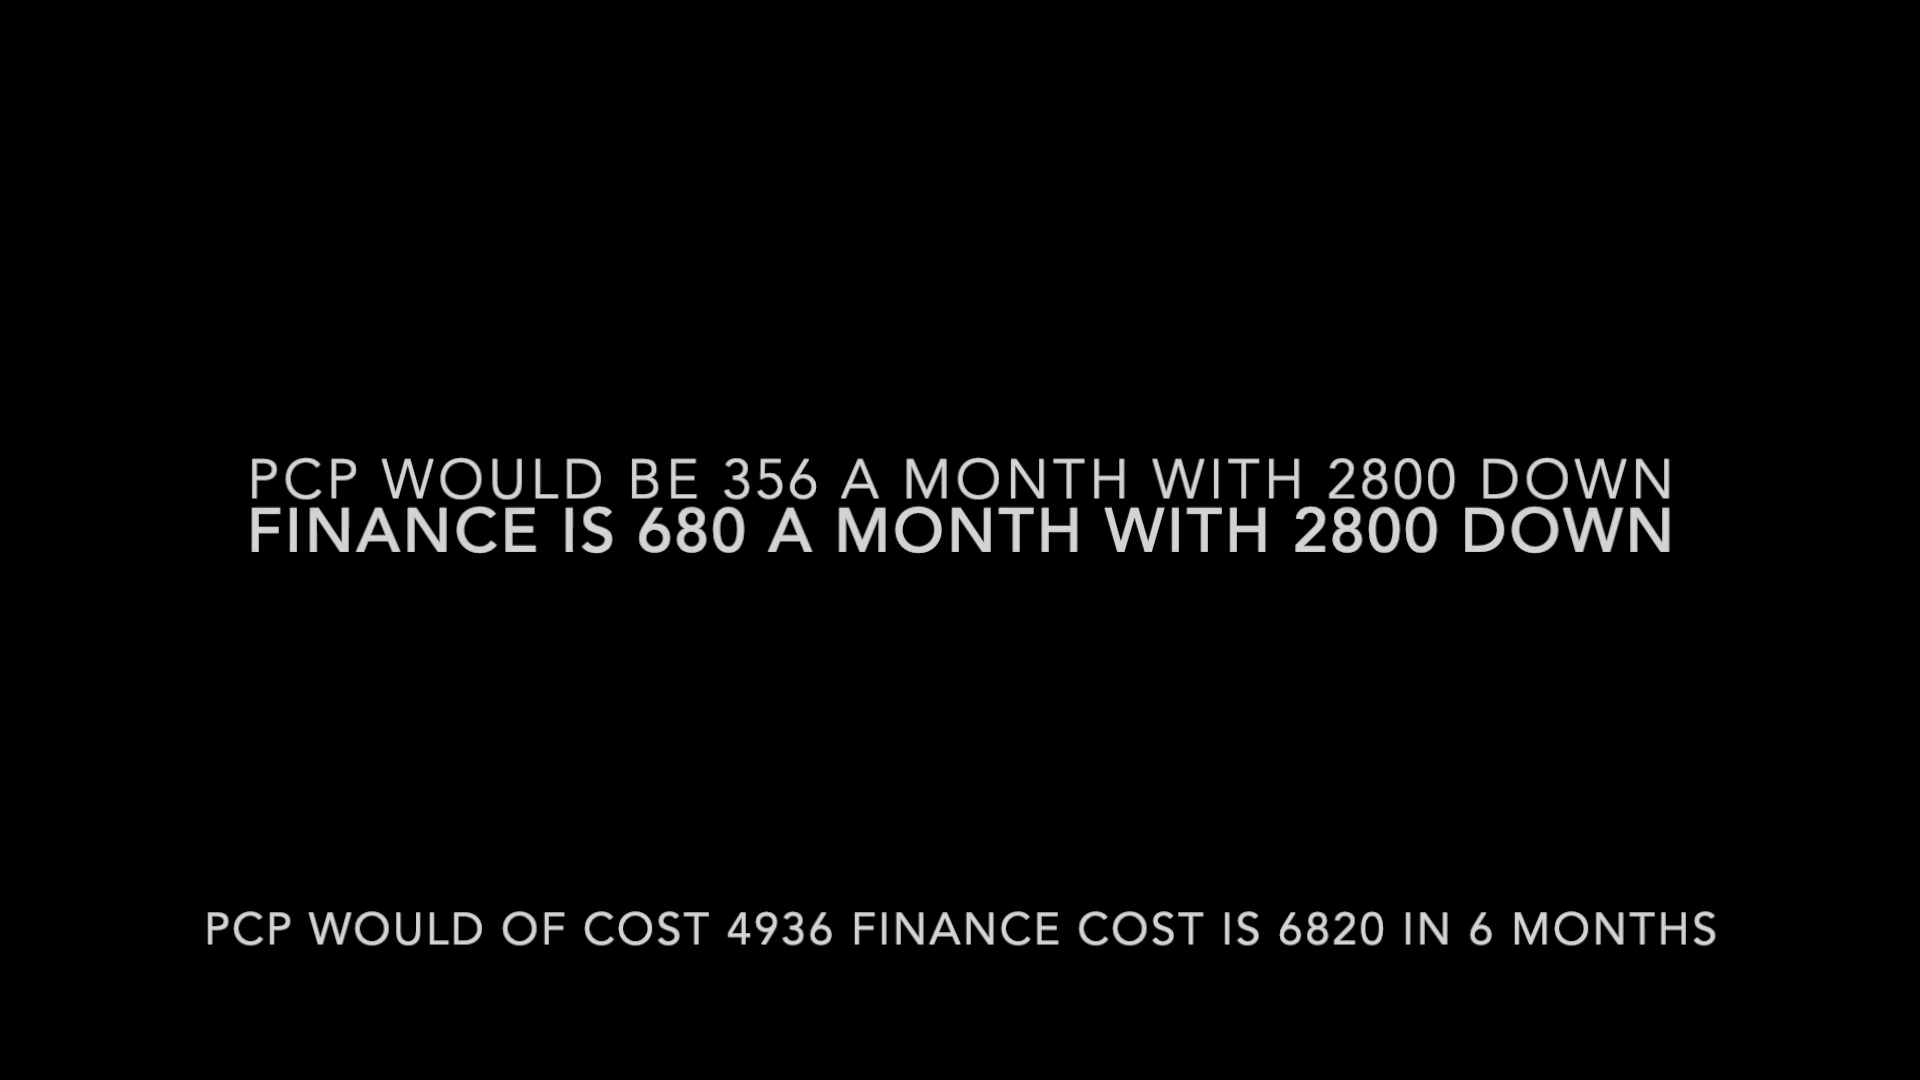 PCP WOULD BE 356 A MONTH WITH 2800 DOWN
FINANCE IS 680 A MONTH WITH 2800 DOWN
PCP WOULD OF COST 4936 FINANCE COST IS 6820 IN 6 MONTHS